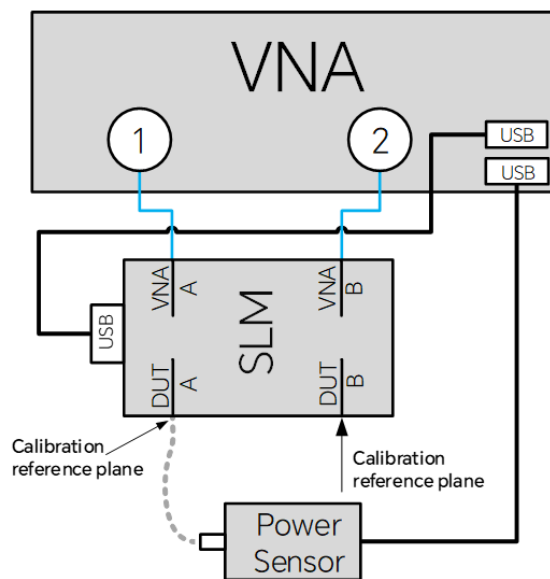 VNA
1
2
USB
USB
VNA
A
VNA
B
USB
SLM
DUT
A
DUT
B
Calibration
reference plane
Calibration
reference plane
Power
Sensor